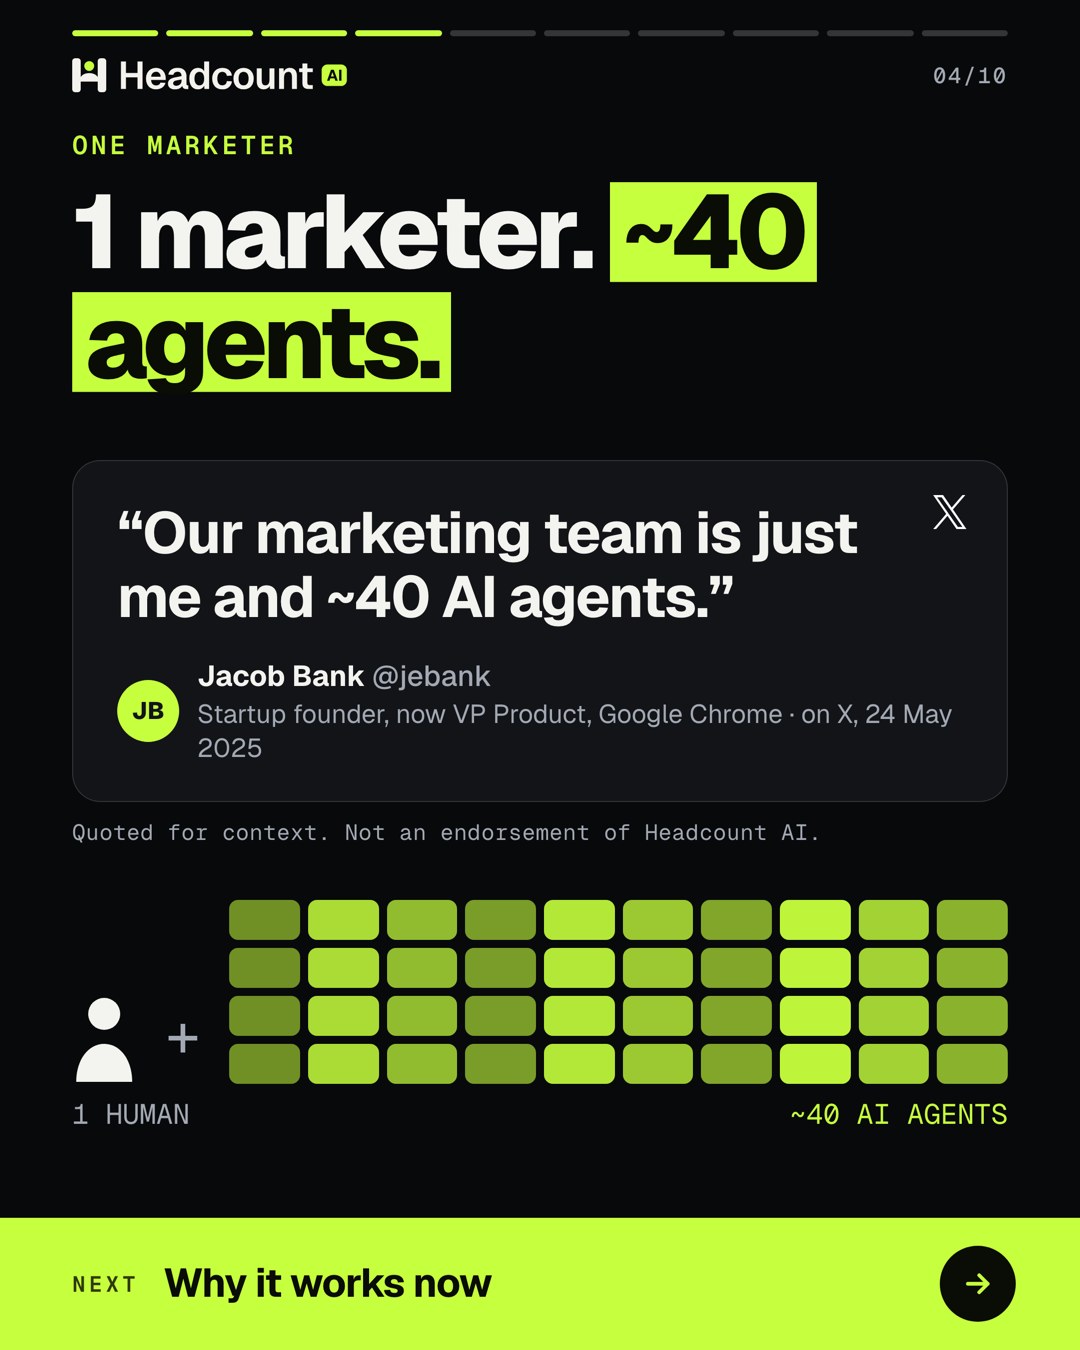 Headcount AI
04/10
ONE MARKETER
1 marketer. ~40
agents.
“Our marketing team is just
me and ~40 AI agents.”
Jacob Bank @jebank
JB
Startup founder, now VP Product, Google Chrome · on X, 24 May
2025
Quoted for context. Not an endorsement of Headcount AI.
+
1 HUMAN
~40 AI AGENTS
NEXT Why it works now